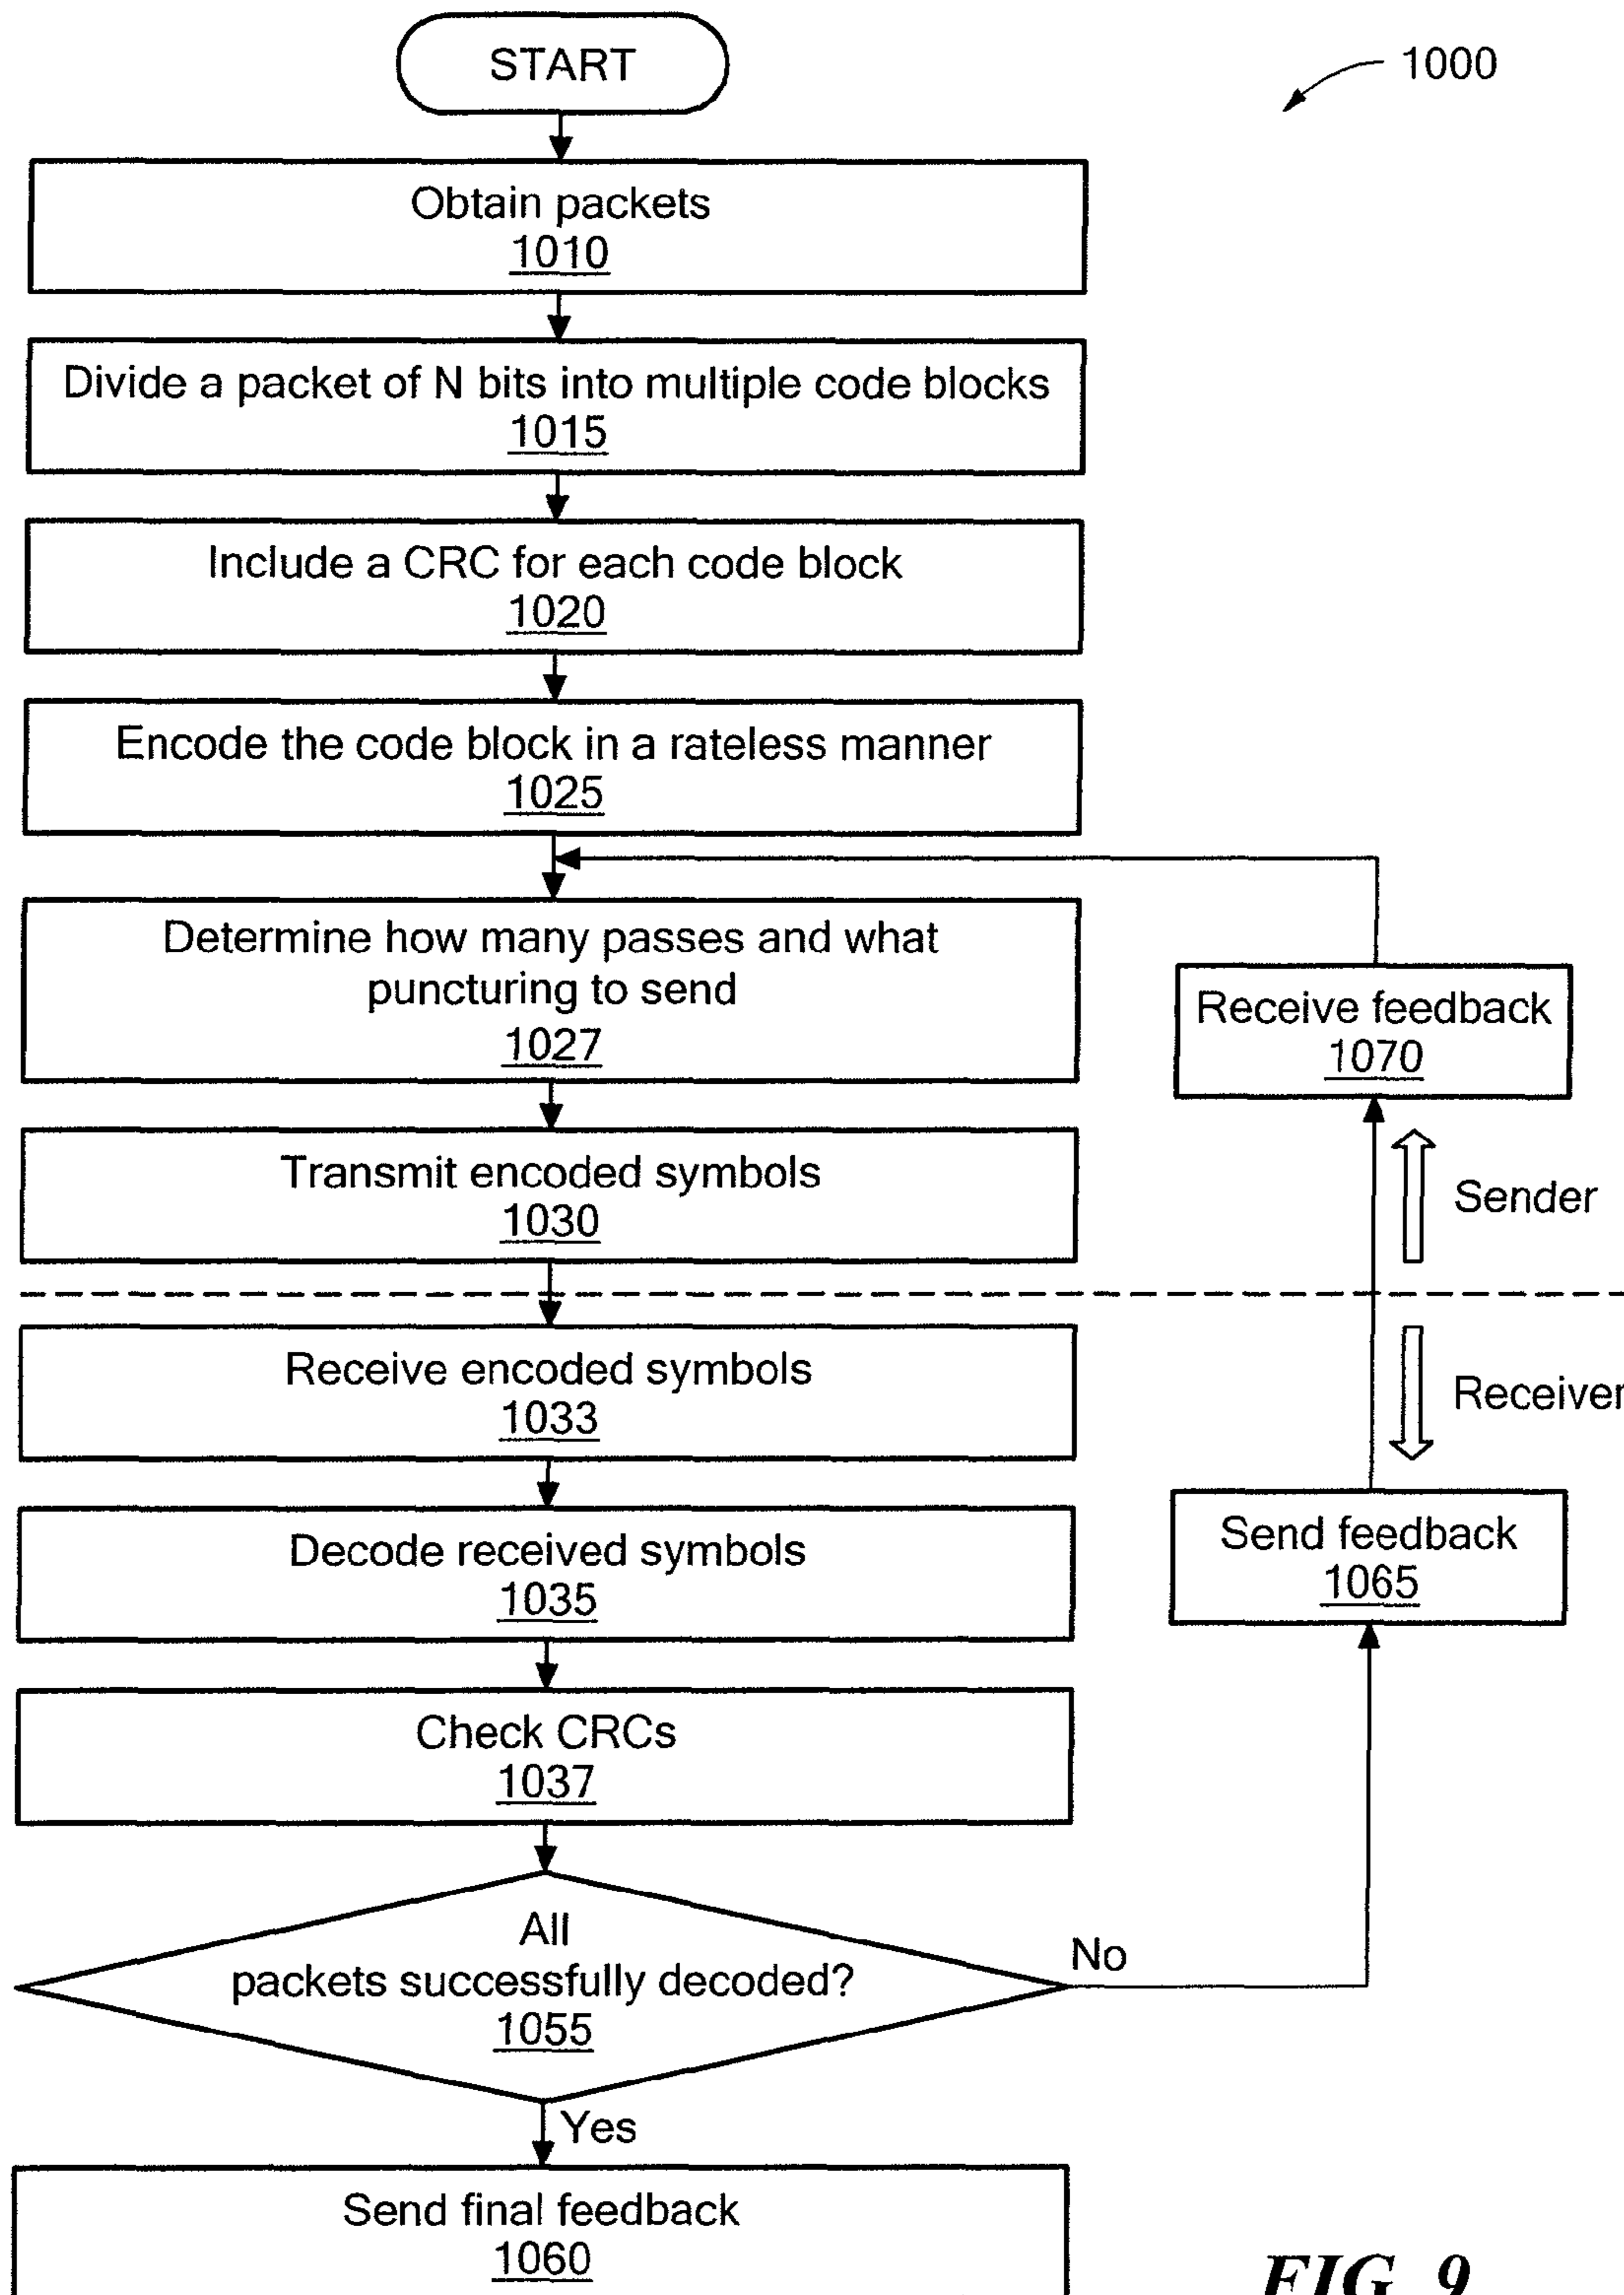 START
1000
Obtain packets
1010
Divide a packet of N bits into multiple code blocks
1015
Include a CRC for each code block
1020
Encode the code block in a rateless manner
1025
Determine how many passes and what
puncturing to send
1027
Receive feedback
1070
Transmit encoded symbols
1030
Sender
Receive encoded symbols
1033
Receiver
Decode received symbols
1035
Send feedback
1065
Check CRCs
1037
All
packets successfully decoded?
1055
No
Yes
Send final feedback
1060
FIG. 9